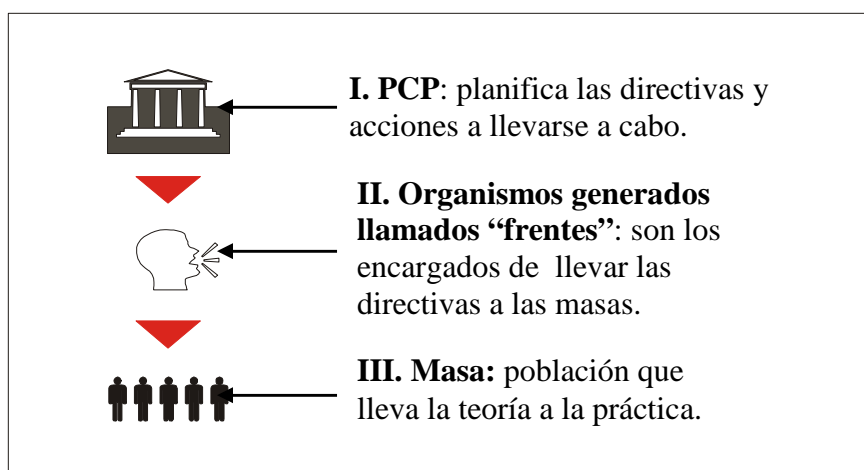 I. PCP: planifica las directivas y
acciones a llevarse a cabo.
II. Organismos generados
llamados “frentes”: son los
encargados de llevar las
directivas a las masas.
III. Masa: población que
lleva la teoría a la práctica.